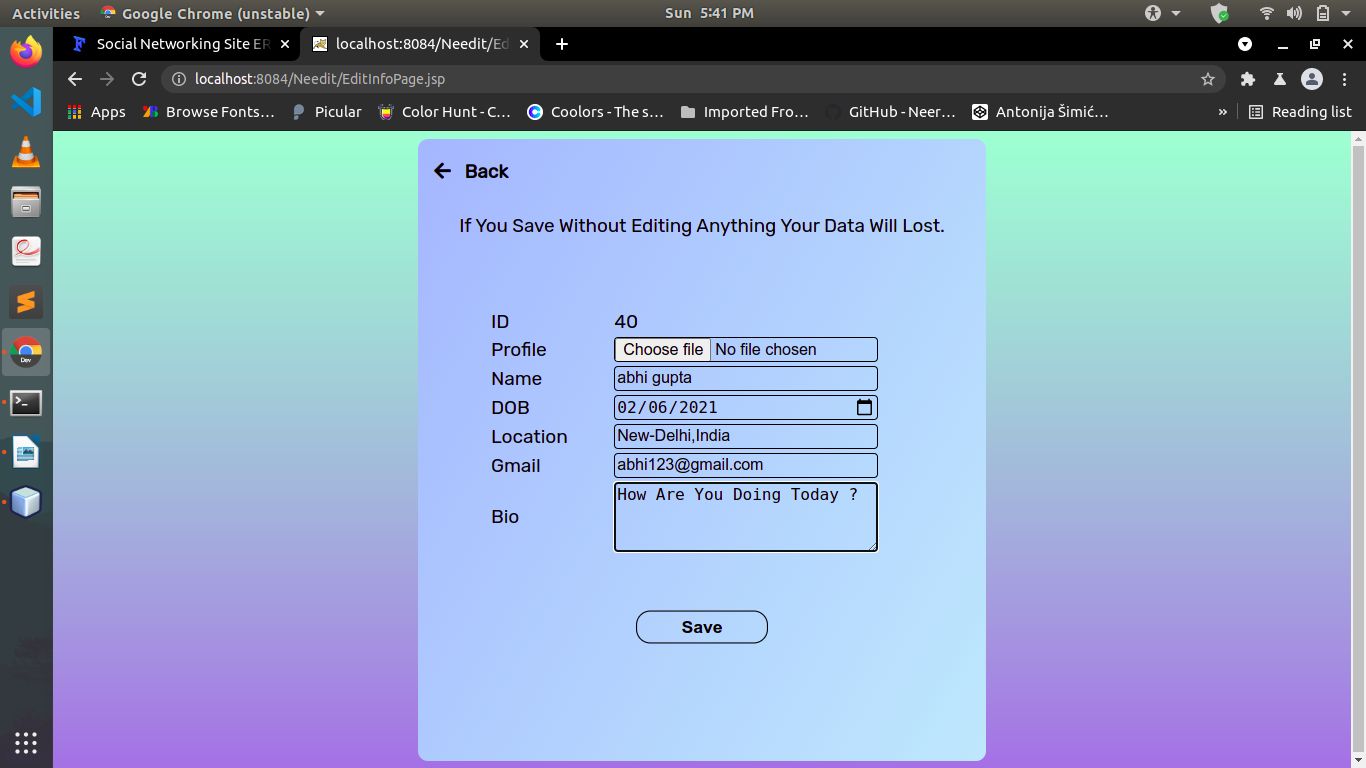 Activities Google Chrome (unstable) Sun 5:41 PM
Social Networking Site ER localhost:8084/Needit/Ed
localhost:8084/Needit/EditInfoPage.jsp
Apps Browse Fonts… Picular Color Hunt - C… Coolors - The s… Imported Fro… GitHub - Neer… Antonija Šimić… » Reading list
Back
If You Save Without Editing Anything Your Data Will Lost.
ID 40
Profile Choose file No file chosen
Name abhi gupta
DOB 02/06/2021
Location New-Delhi,India
Gmail abhi123@gmail.com
Bio How Are You Doing Today ?
Save
Dev